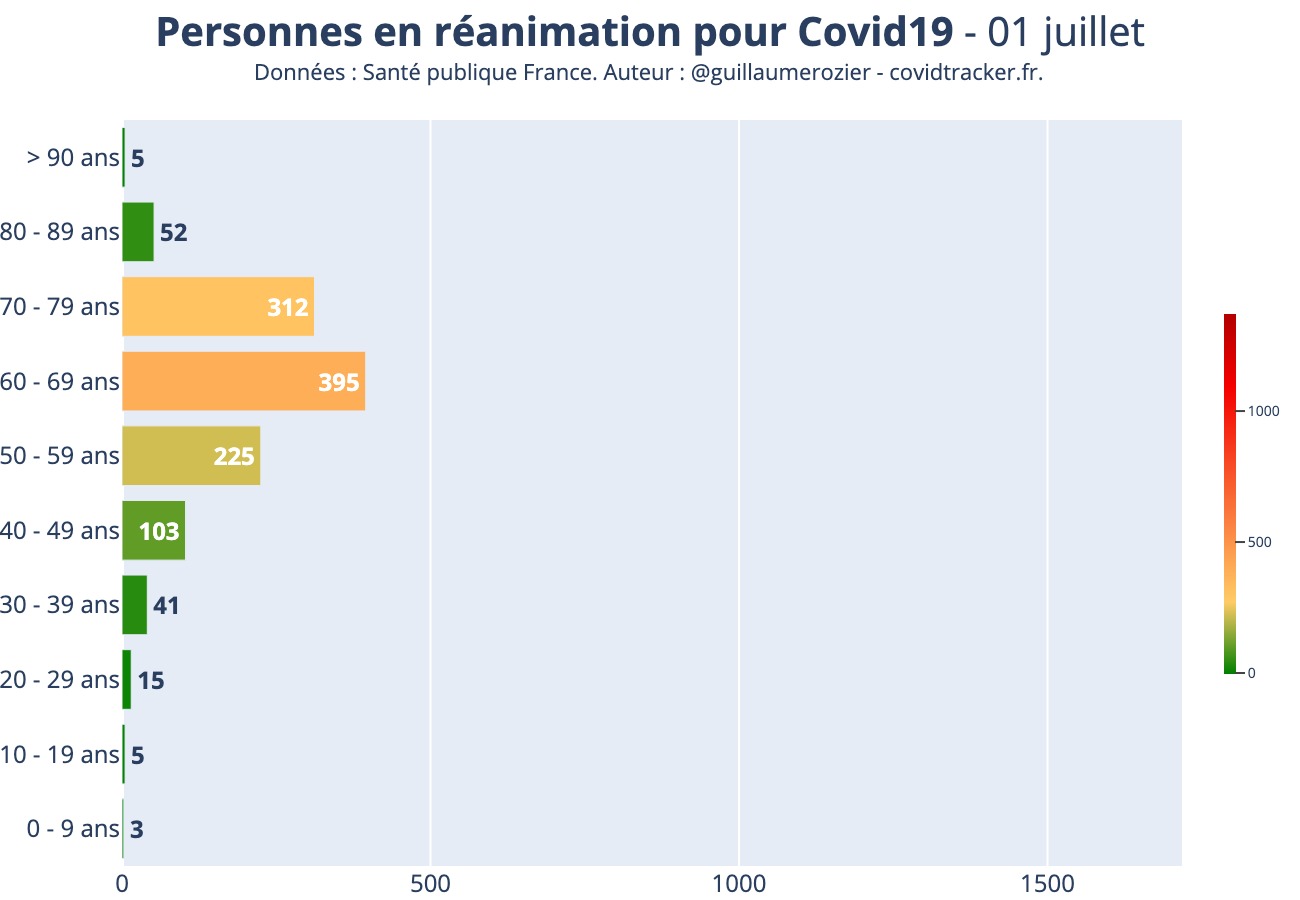 Personnes en réanimation pour Covid19 - 01 juillet
Données : Santé publique France. Auteur : @guillaumerozier - covidtracker.fr.
> 90 ans 5
80 - 89 ans 52
70 - 79 ans 312
60 - 69 ans 395
50 - 59 ans 225
40 - 49 ans 103
30 - 39 ans 41
20 - 29 ans 15
10 - 19 ans 5
0 - 9 ans 3
0 500 1000 1500
1000
500
0